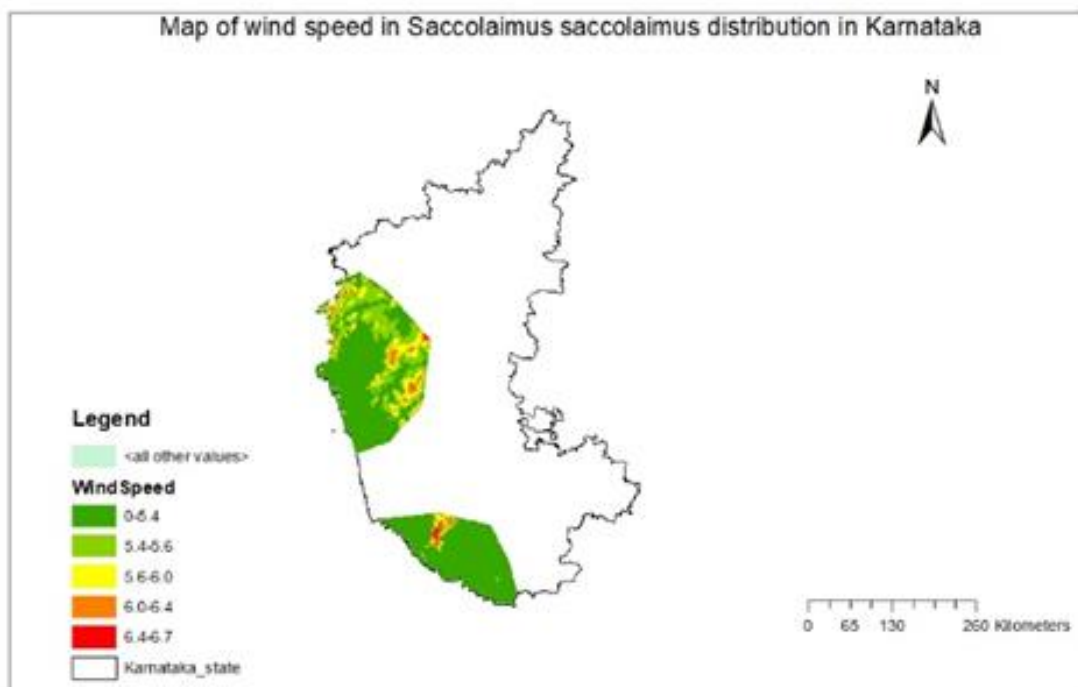 Map of wind speed in Saccolaimus saccolaimus distribution in Karnataka
N
Legend
<all other values>
Wind Speed
0-5.4
5.4-5.6
5.6-6.0
6.0-6.4
6.4-6.7
Karnataka_state
0 65 130 260 Kilometers